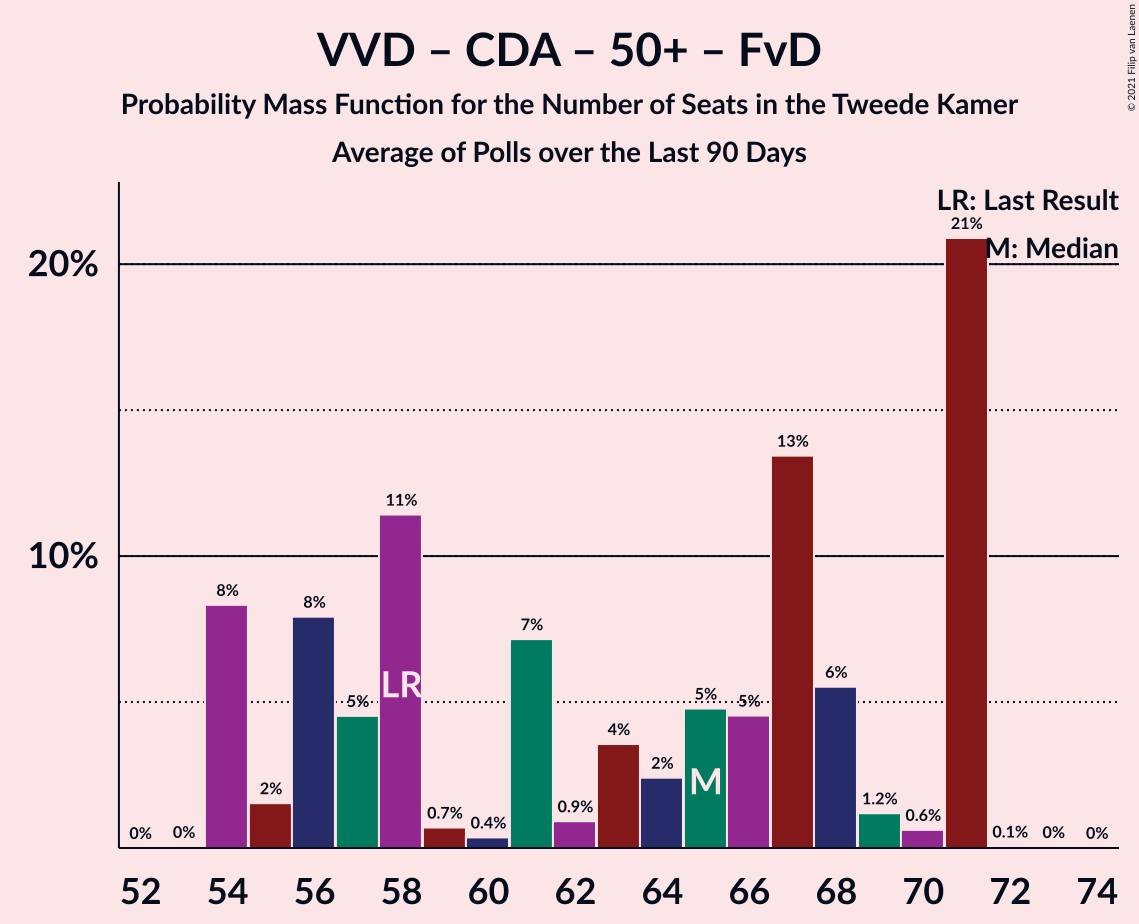 VVD – CDA – 50+ – FvD
Probability Mass Function for the Number of Seats in the Tweede Kamer
Average of Polls over the Last 90 Days
© 2021 Filip van Laenen
LR: Last Result
M: Median
20%
10%
0%
0%
8%
2%
8%
5%
11%
0.7%
0.4%
7%
0.9%
4%
2%
5%
5%
13%
6%
1.2%
0.6%
21%
0.1%
0%
0%
LR
M
52 54 56 58 60 62 64 66 68 70 72 74